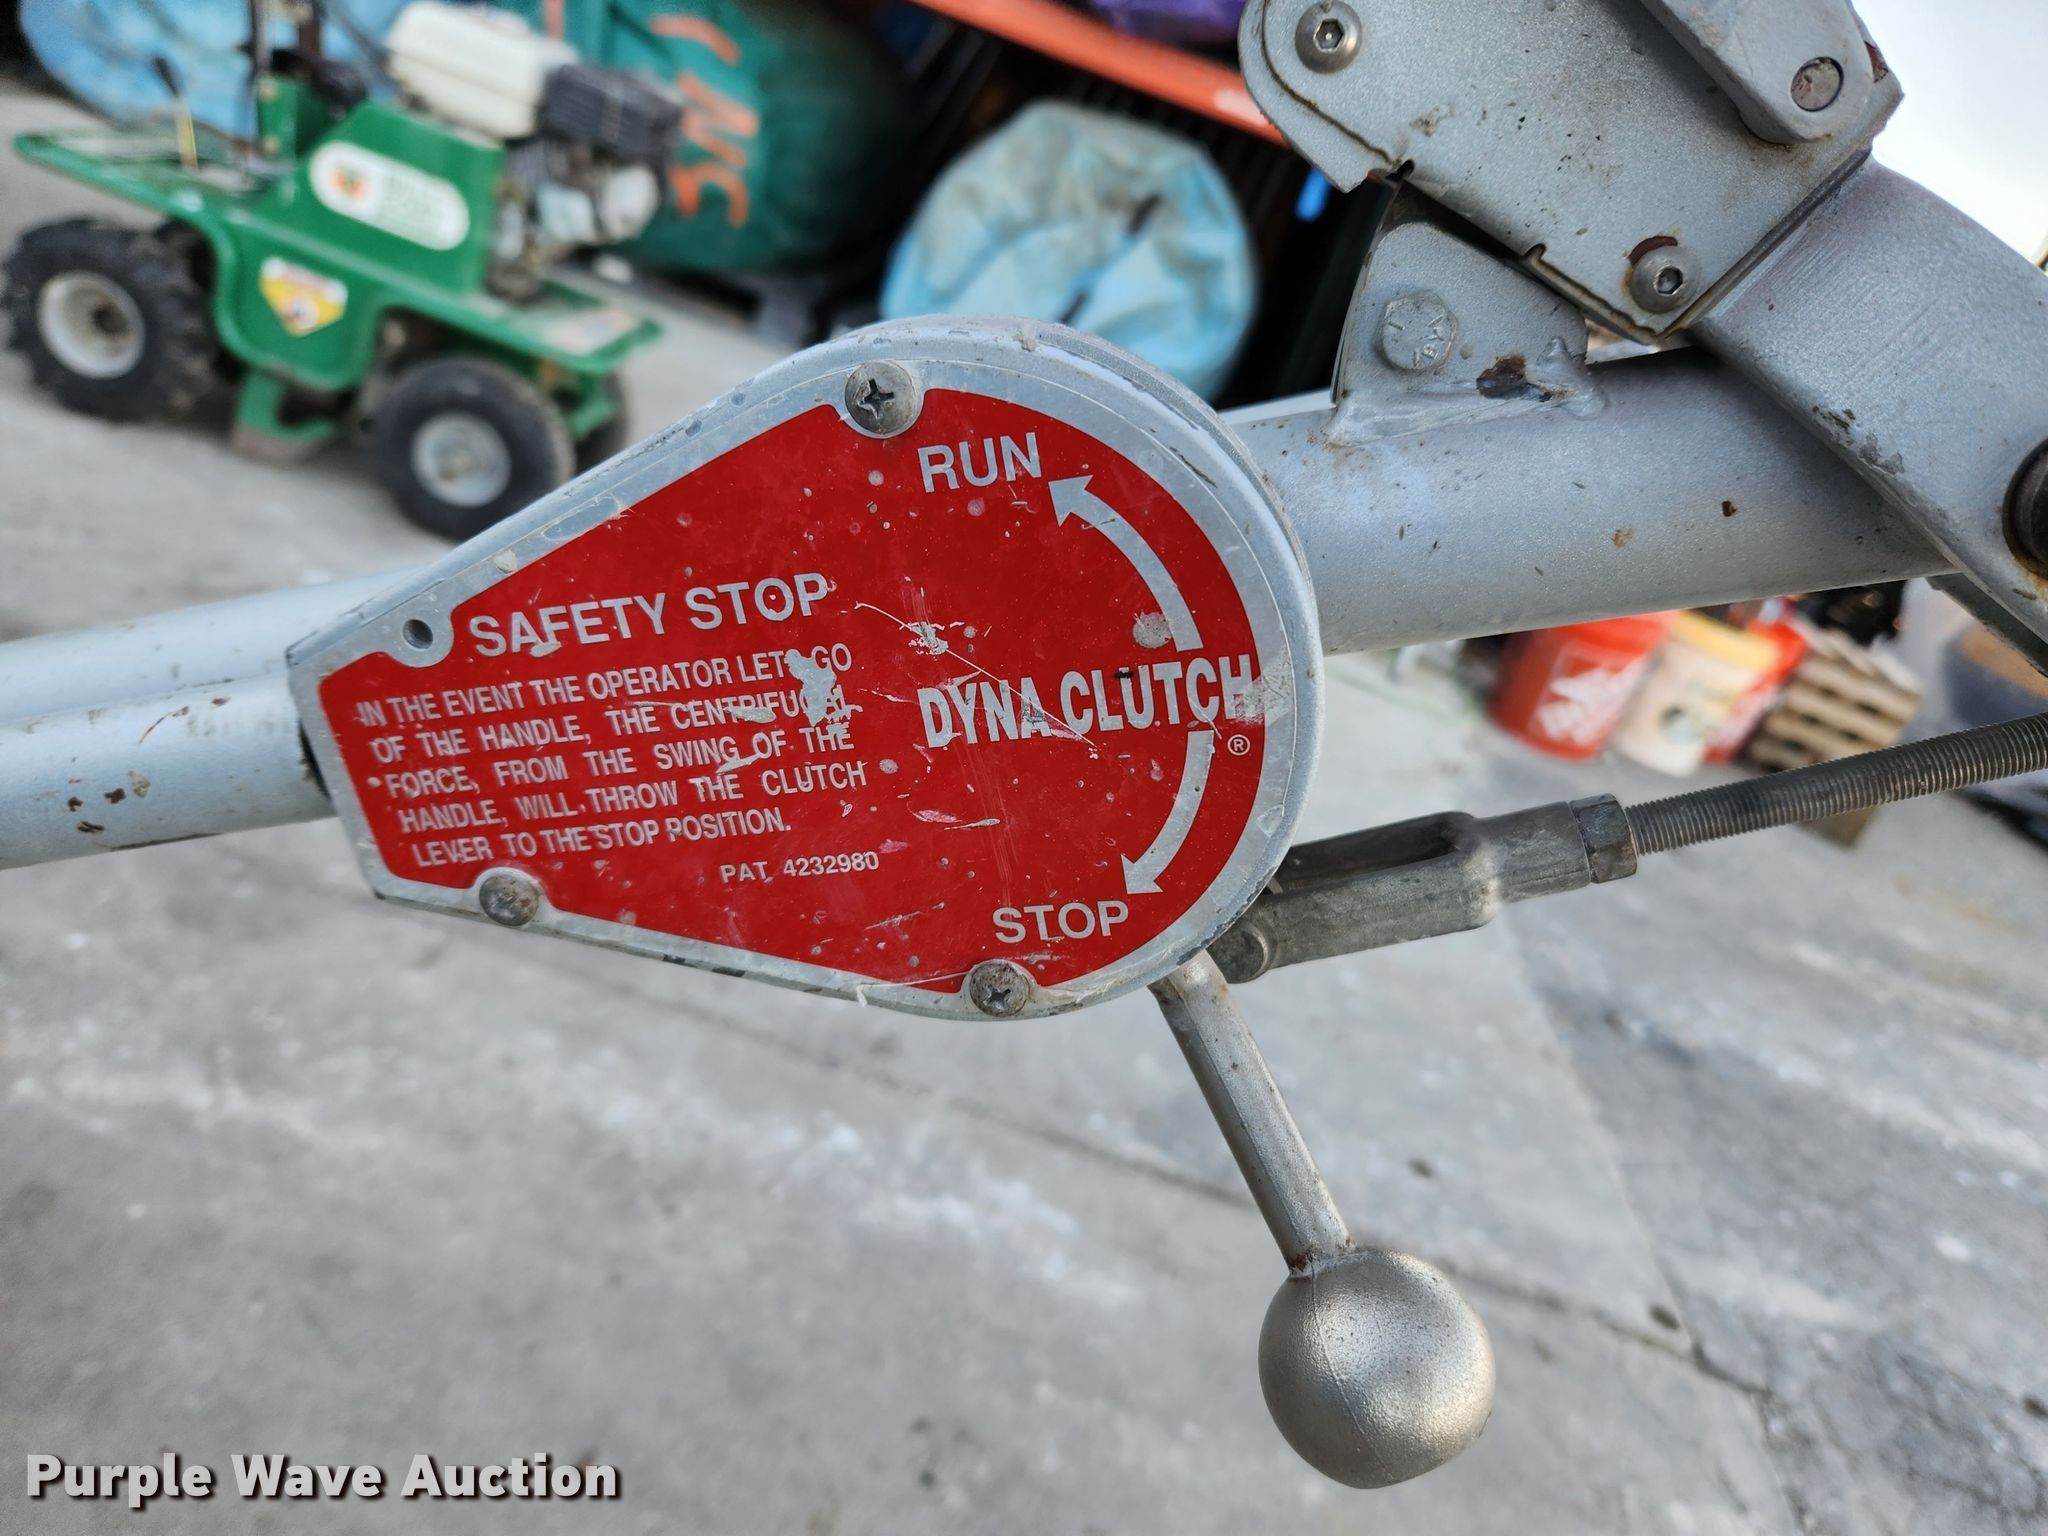 RUN
SAFETY STOP
IN THE EVENT THE OPERATOR LETS GO
OF THE HANDLE, THE CENTRIFUGAL
FORCE, FROM THE SWING OF THE
HANDLE, WILL THROW THE CLUTCH
LEVER TO THE STOP POSITION.
PAT. 4232980
DYNA CLUTCH
®
STOP
Purple Wave Auction